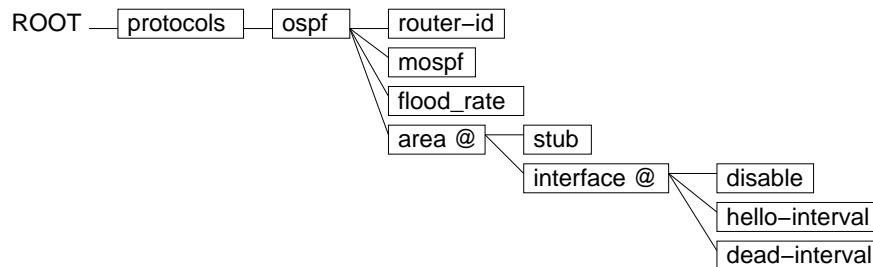 ROOT protocols ospf router-id
mospf
flood_rate
area @ stub
interface @ disable
hello-interval
dead-interval